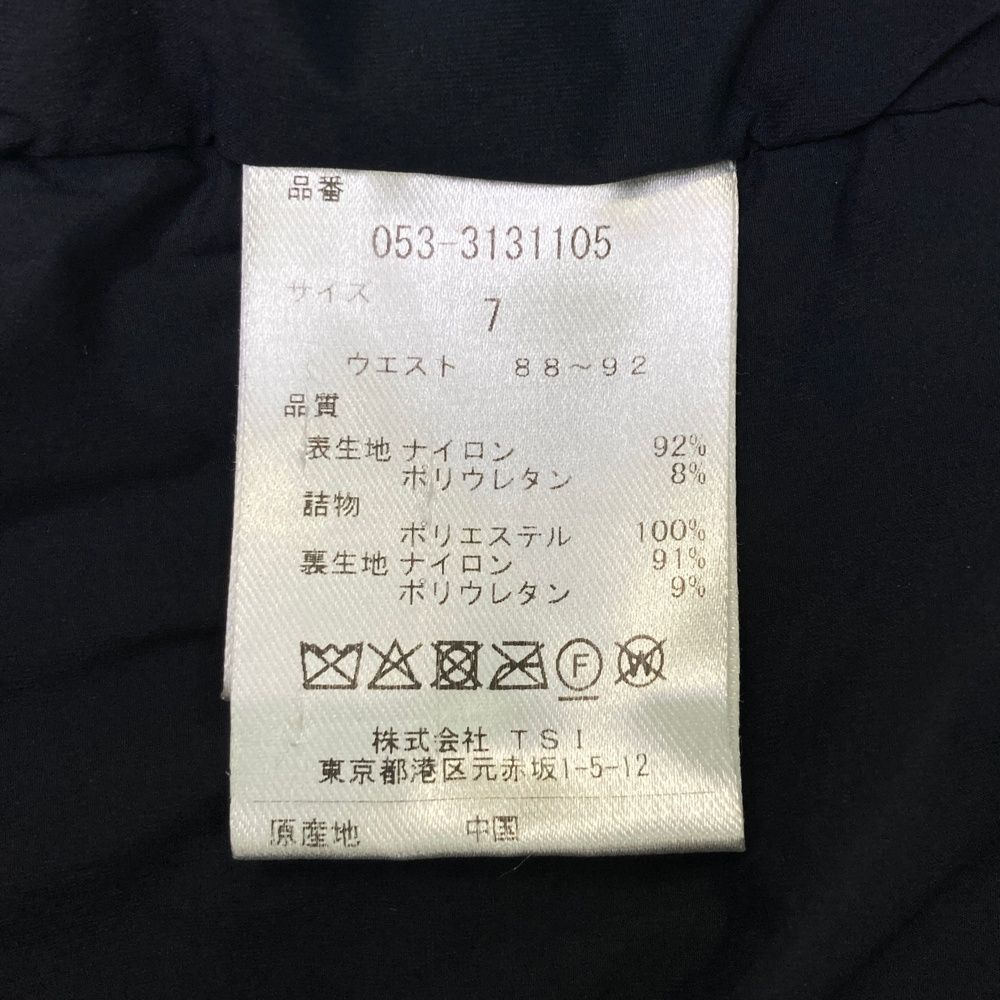 品番
053-3131105
サイズ
7
ウエスト 88〜92
品質
表生地 ナイロン 92%
ポリウレタン 8%
詰物
ポリエステル 100%
裏生地 ナイロン 91%
ポリウレタン 9%
F W
株式会社 TSI
東京都港区元赤坂1-5-12
原産地 中国